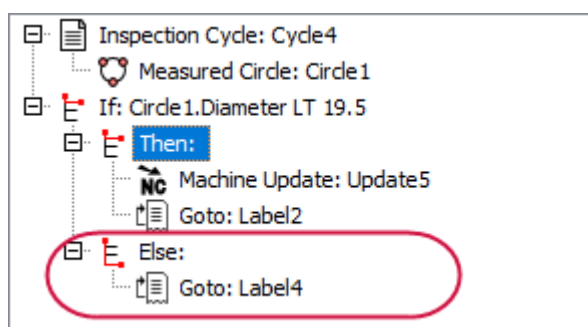 Inspection Cycle: Cycle4
Measured Circle: Circle1
If: Circle1.Diameter LT 19.5
Then:
NC Machine Update: Update5
Goto: Label2
Else:
Goto: Label4